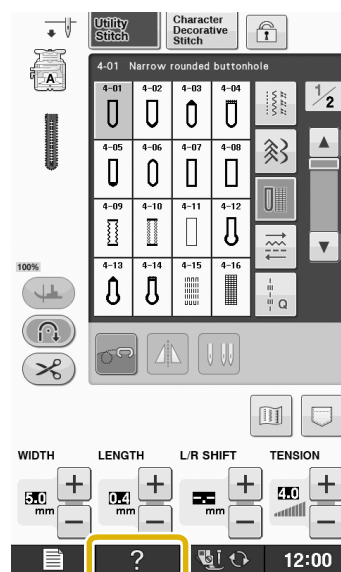 Utility Stitch
Character Decorative Stitch
A
4-01 Narrow rounded buttonhole
4-01 4-02 4-03 4-04
1/2
4-05 4-06 4-07 4-08
4-09 4-10 4-11 4-12
4-13 4-14 4-15 4-16
Q
100%
WIDTH LENGTH L/R SHIFT TENSION
5.0 mm + −
0.4 mm + −
-.- mm + −
4.0 + −
? 12:00